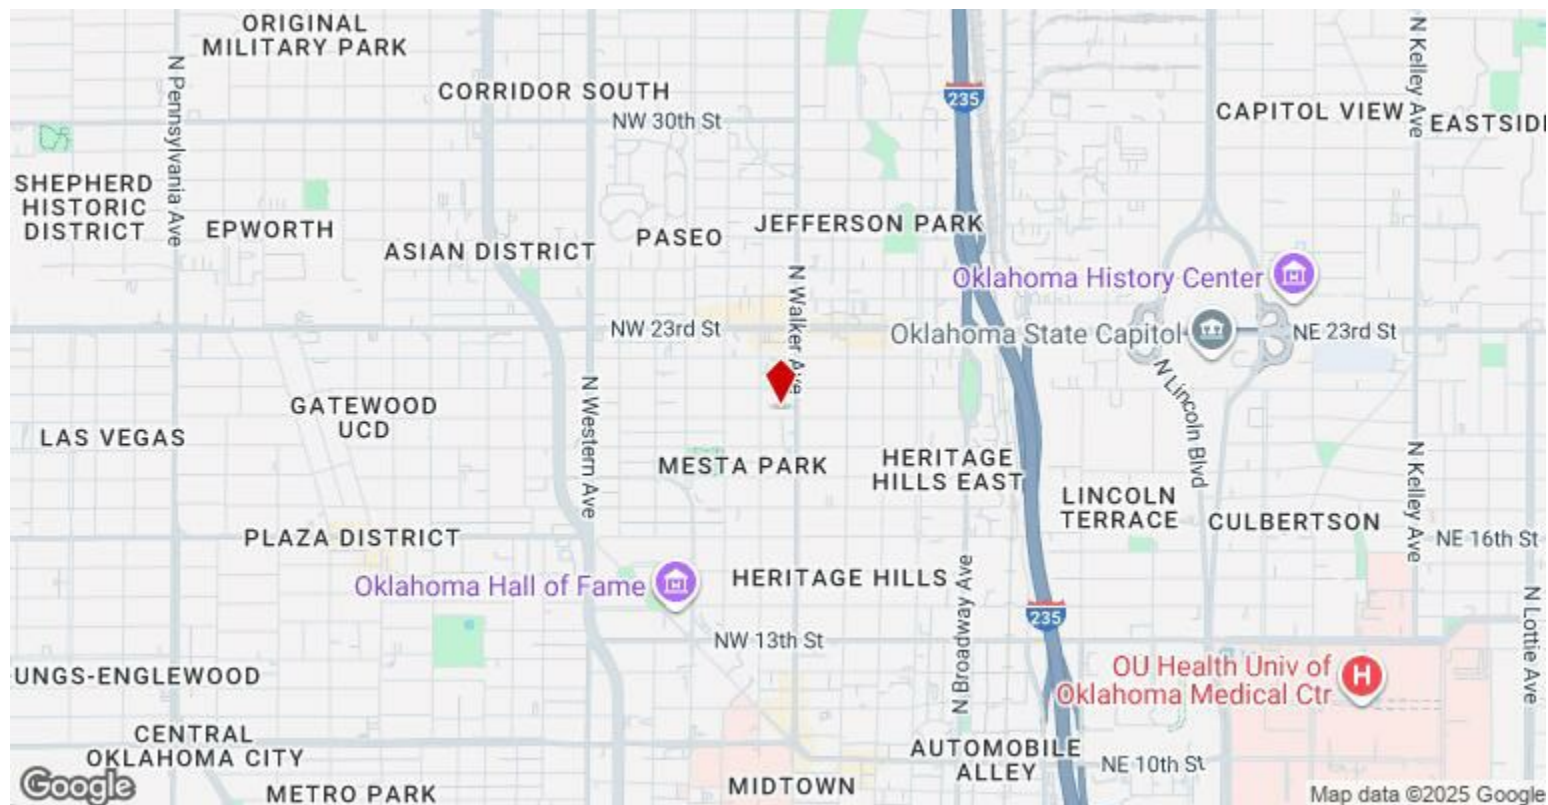 ORIGINAL
MILITARY PARK
N Pennsylvania Ave
CORRIDOR SOUTH
NW 30th St
235
N Kelley Ave
CAPITOL VIEW
EASTSIDE
SHEPHERD
HISTORIC
DISTRICT
EPWORTH
ASIAN DISTRICT
PASEO
JEFFERSON PARK
Oklahoma History Center
N Walker Ave
NW 23rd St
Oklahoma State Capitol
NE 23rd St
N Lincoln Blvd
N Western Ave
GATEWOOD
UCD
LAS VEGAS
MESTA PARK
HERITAGE
HILLS EAST
LINCOLN
TERRACE
CULBERTSON
N Kelley Ave
NE 16th St
PLAZA DISTRICT
Oklahoma Hall of Fame
HERITAGE HILLS
N Broadway Ave
235
N Lottie Ave
NW 13th St
UNGS-ENGLEWOOD
OU Health Univ of
Oklahoma Medical Ctr
H
CENTRAL
OKLAHOMA CITY
AUTOMOBILE
ALLEY
NE 10th St
METRO PARK
MIDTOWN
Google
Map data ©2025 Google